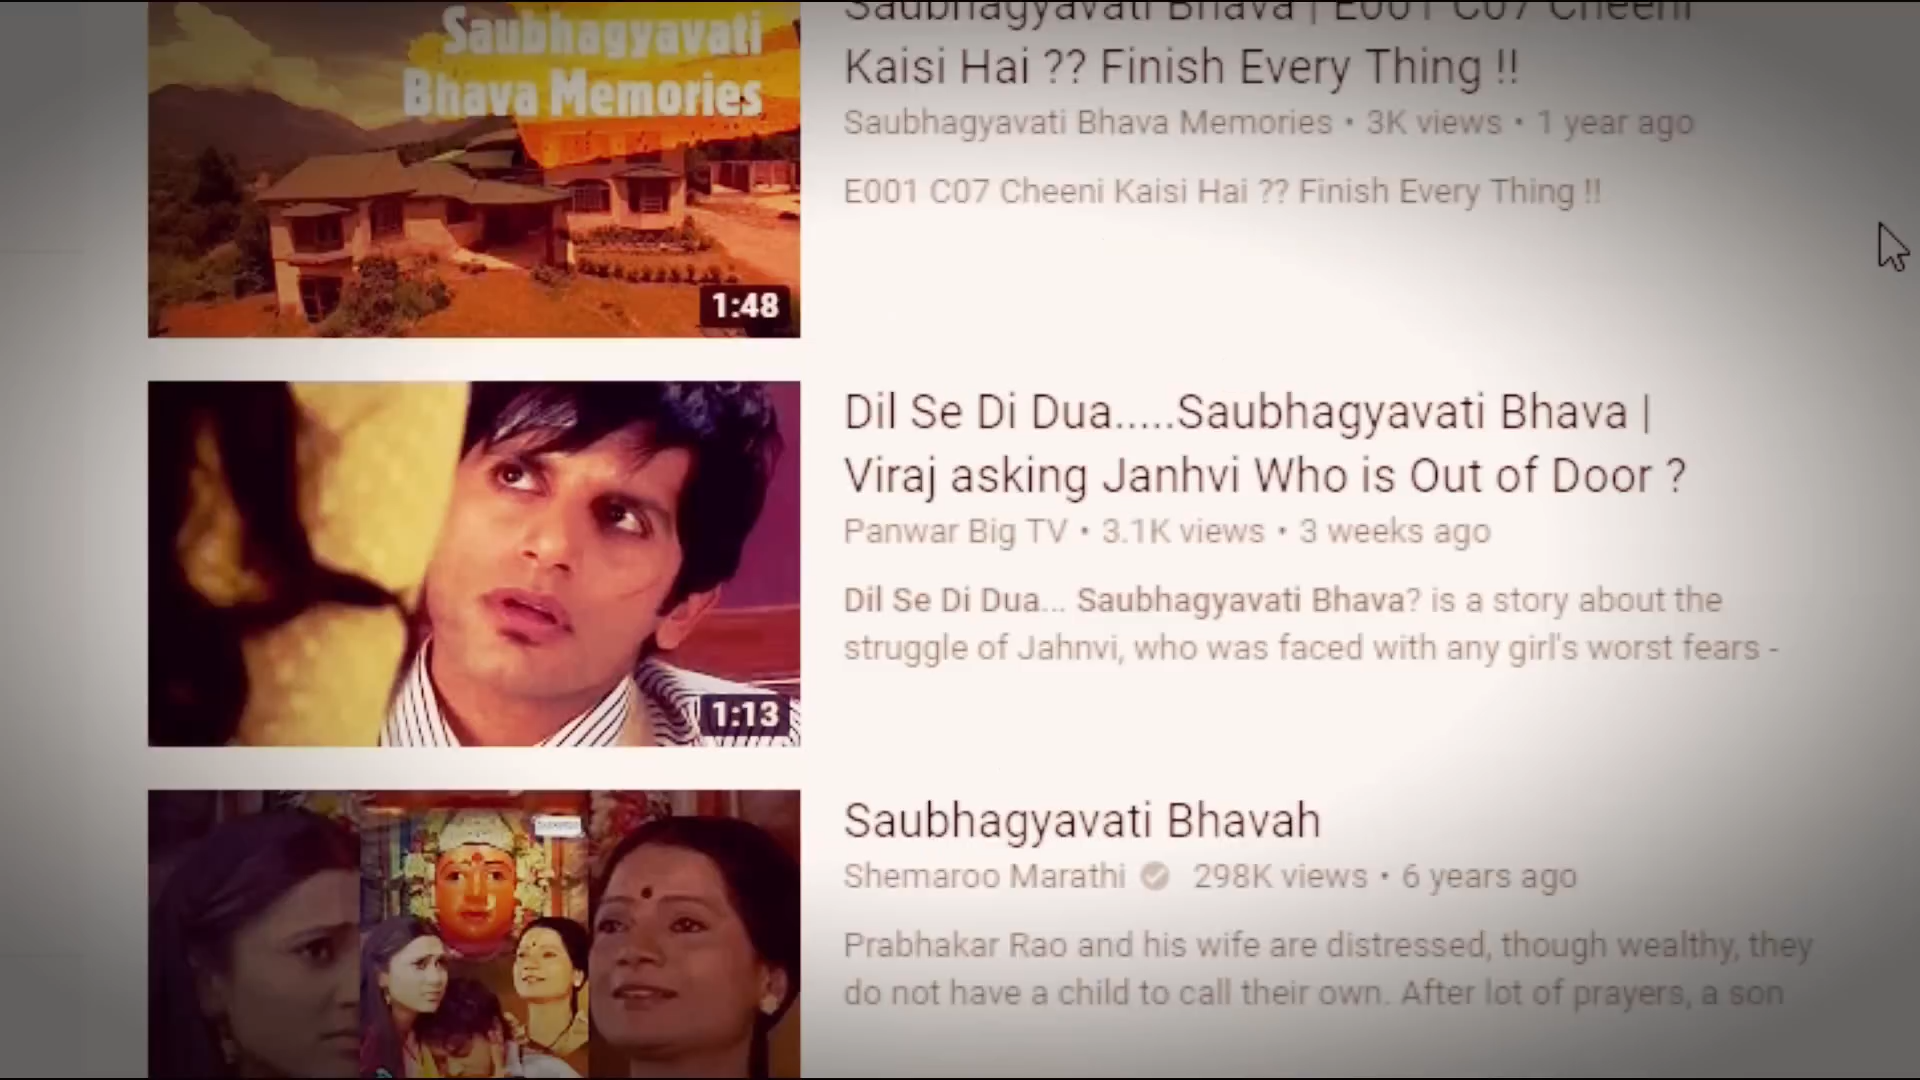 Saubhagyavati
Bhava Memories
1:48
Saubhagyavati Bhava | E001 C07 Cheeni
Kaisi Hai ?? Finish Every Thing !!
Saubhagyavati Bhava Memories • 3K views • 1 year ago
E001 C07 Cheeni Kaisi Hai ?? Finish Every Thing !!
1:13
Dil Se Di Dua.....Saubhagyavati Bhava |
Viraj asking Janhvi Who is Out of Door ?
Panwar Big TV • 3.1K views • 3 weeks ago
Dil Se Di Dua... Saubhagyavati Bhava? is a story about the
struggle of Jahnvi, who was faced with any girl's worst fears -
Saubhagyavati Bhavah
Shemaroo Marathi 298K views • 6 years ago
Prabhakar Rao and his wife are distressed, though wealthy, they
do not have a child to call their own. After lot of prayers, a son